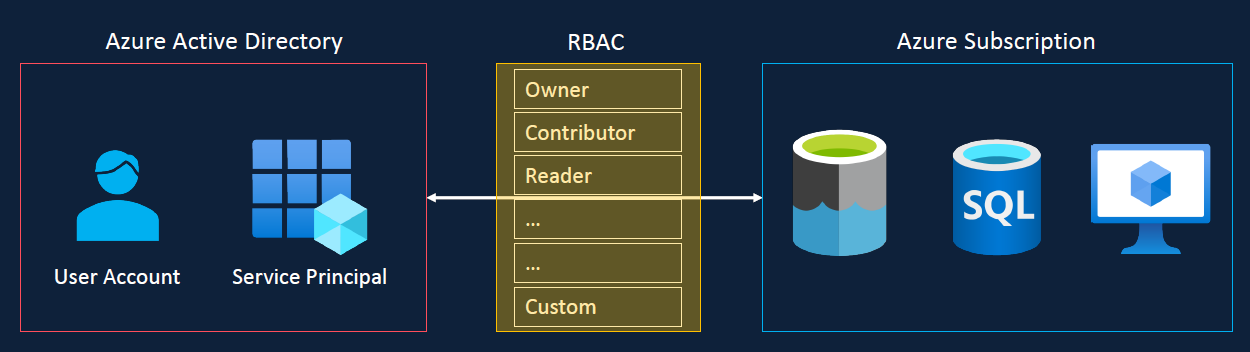 Azure Active Directory
User Account
Service Principal
RBAC
Owner
Contributor
Reader
...
...
Custom
Azure Subscription
SQL